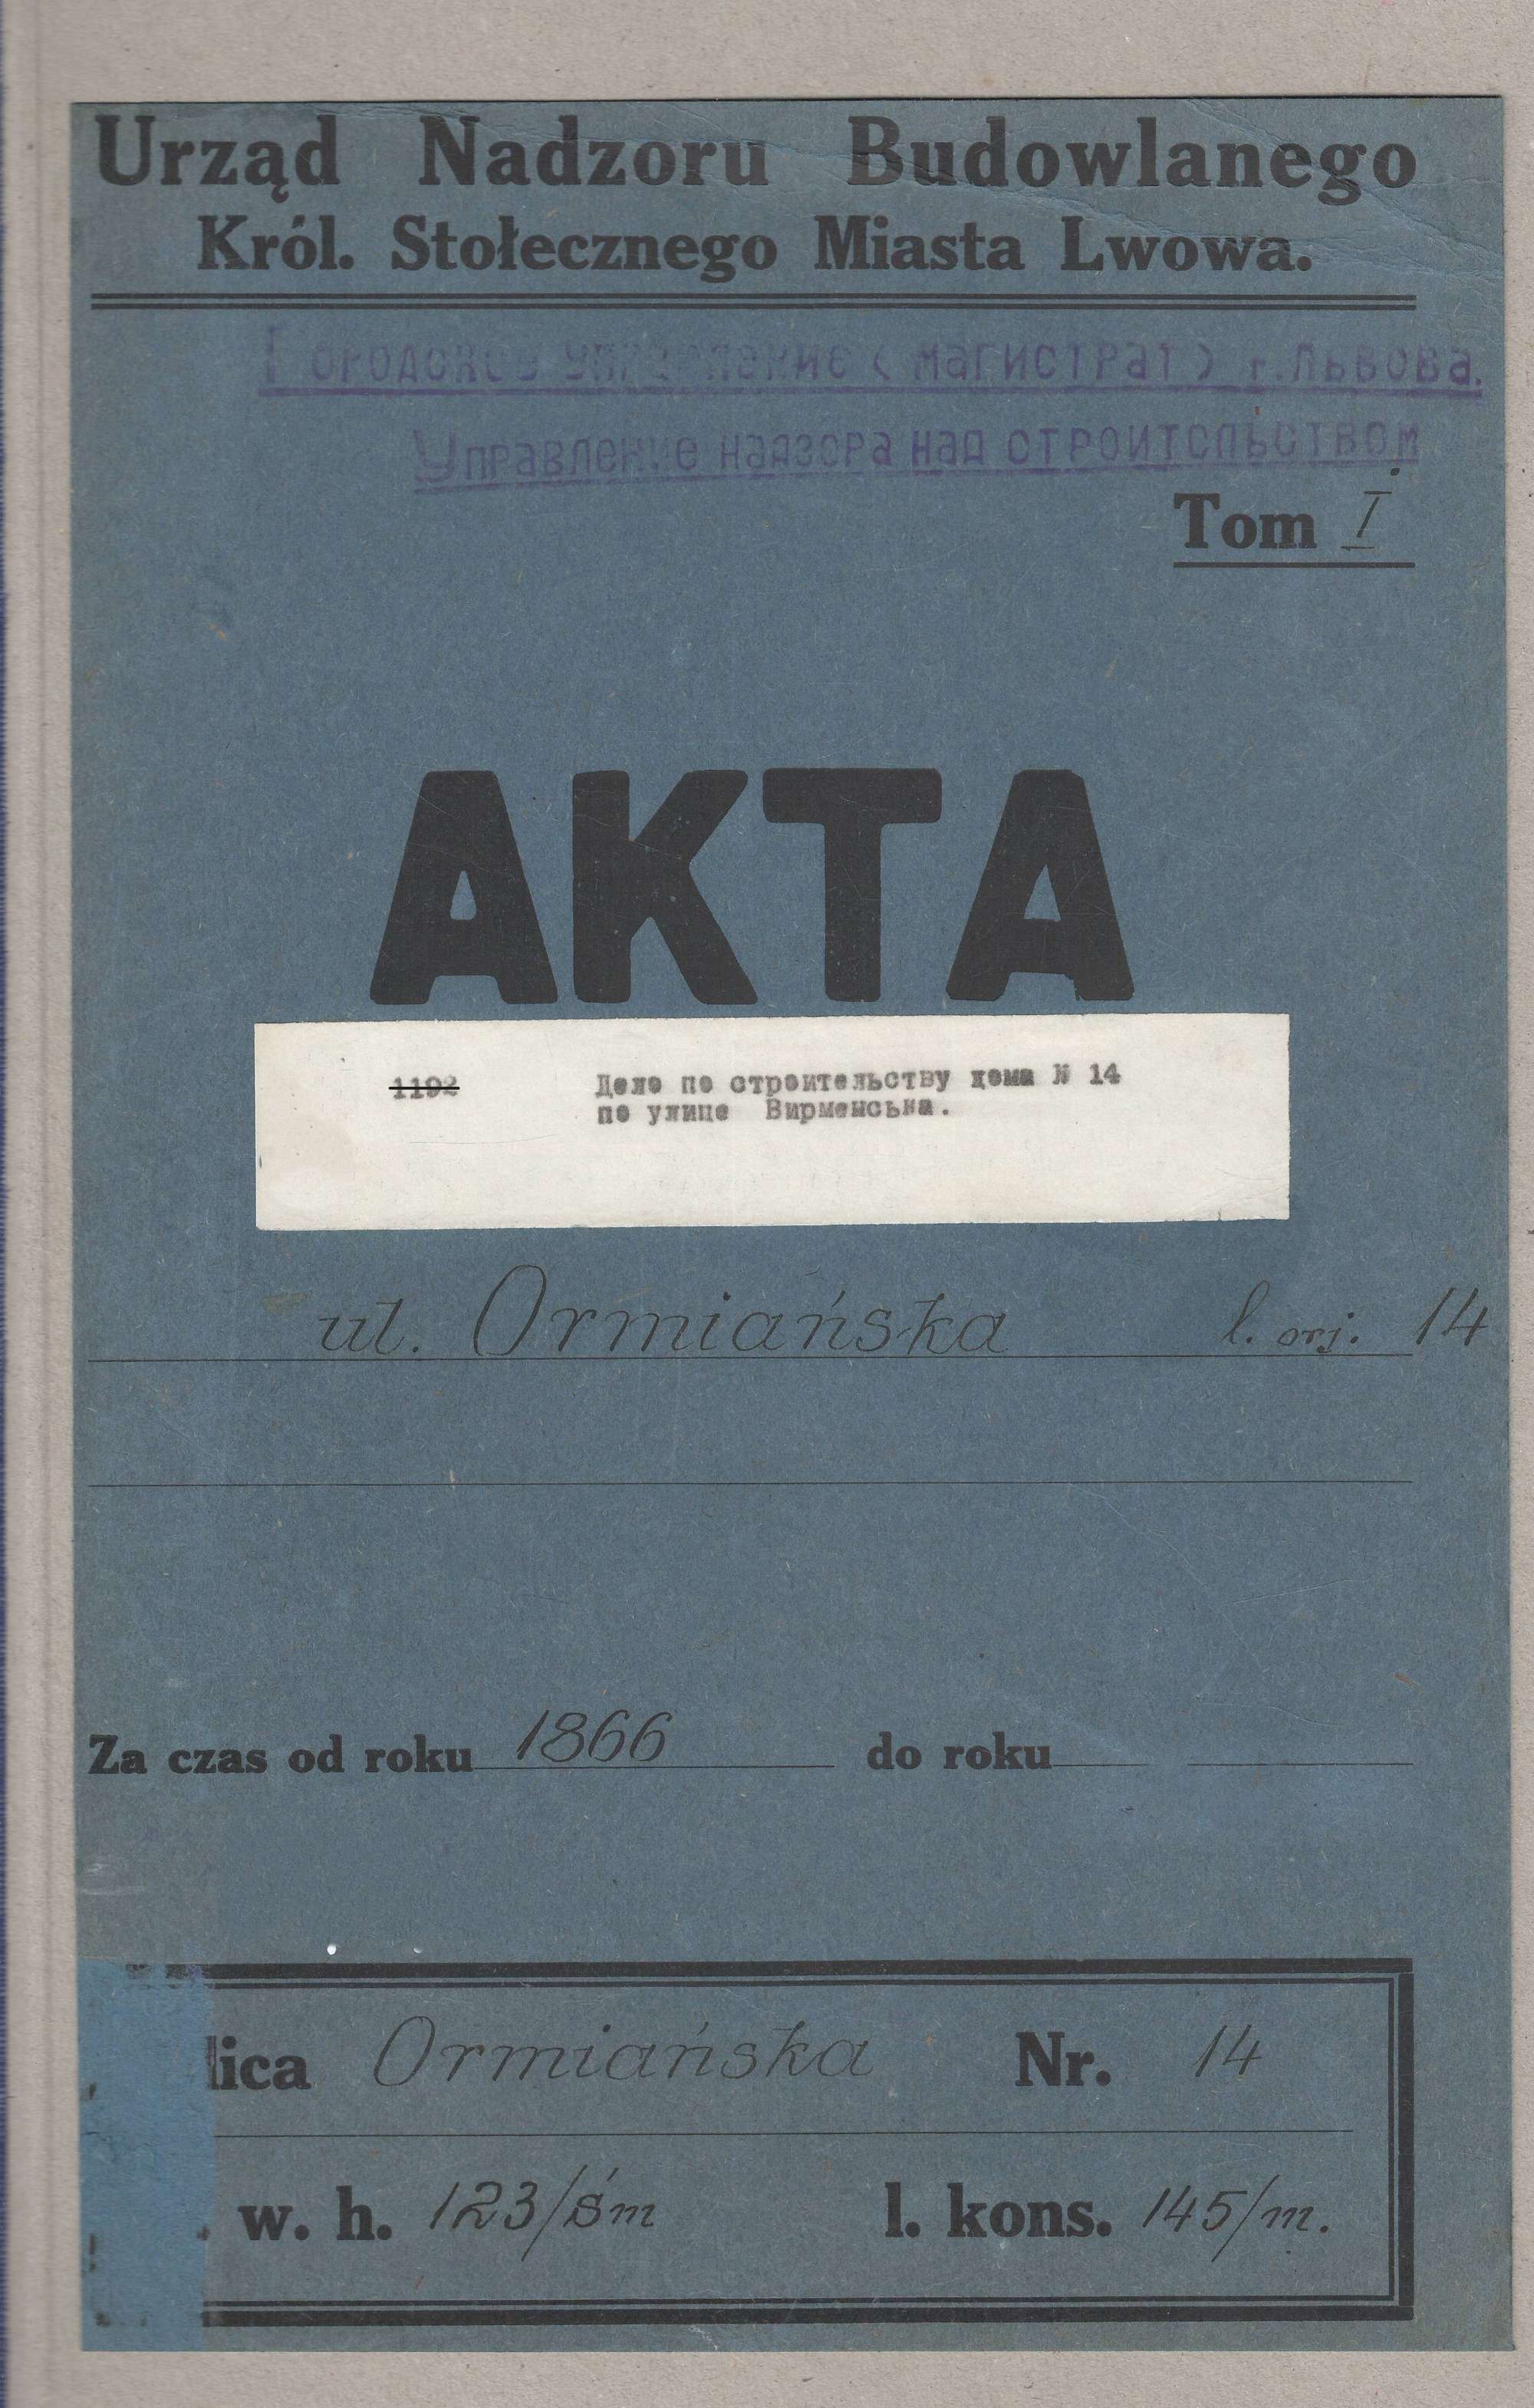 Urząd Nadzoru Budowlanego
Król. Stołecznego Miasta Lwowa.
Городское управление (магистрат) г. Львова.
Управление надзора над строительством
Tom I
AKTA
1192 Дело по строительству дома № 14
по улице Вирменська.
ul. Ormiańska l. orj. 14
Za czas od roku 1866 do roku
lica Ormiańska Nr. 14
. w. h. 123/śm l. kons. 145/m.